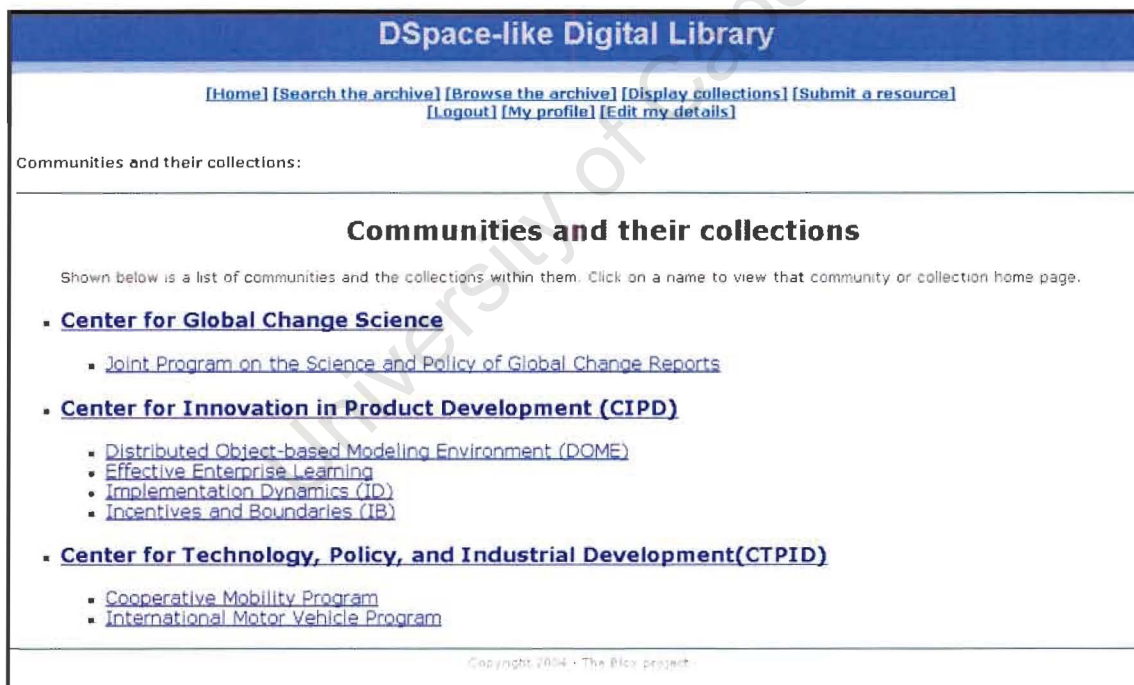 DSpace-like Digital Library
[Home] [Search the archive] [Browse the archive] [Display collections] [Submit a resource]
[Logout] [My profile] [Edit my details]
Communities and their collections:
Communities and their collections
Shown below is a list of communities and the collections within them. Click on a name to view that community or collection home page.
Center for Global Change Science
Joint Program on the Science and Policy of Global Change Reports
Center for Innovation in Product Development (CIPD)
Distributed Object-based Modeling Environment (DOME)
Effective Enterprise Learning
Implementation Dynamics (ID)
Incentives and Boundaries (IB)
Center for Technology, Policy, and Industrial Development(CTPID)
Cooperative Mobility Program
International Motor Vehicle Program
Copyright 2004 - The Blox project
University of